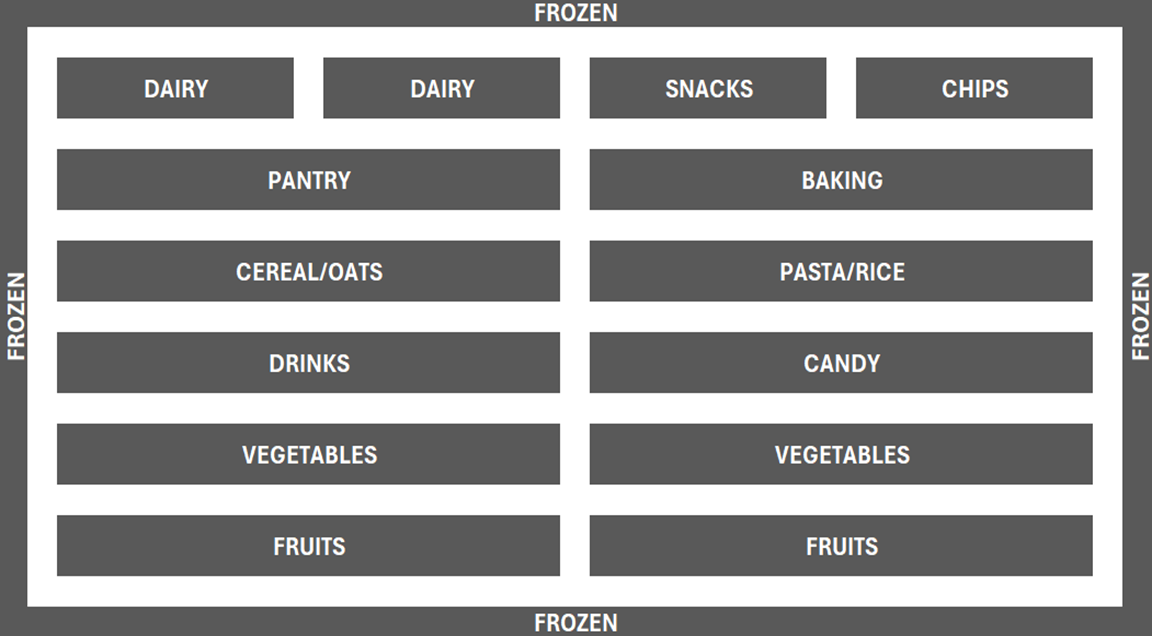 FROZEN
DAIRY
DAIRY
SNACKS
CHIPS
PANTRY
BAKING
CEREAL/OATS
PASTA/RICE
FROZEN
FROZEN
DRINKS
CANDY
VEGETABLES
VEGETABLES
FRUITS
FRUITS
FROZEN